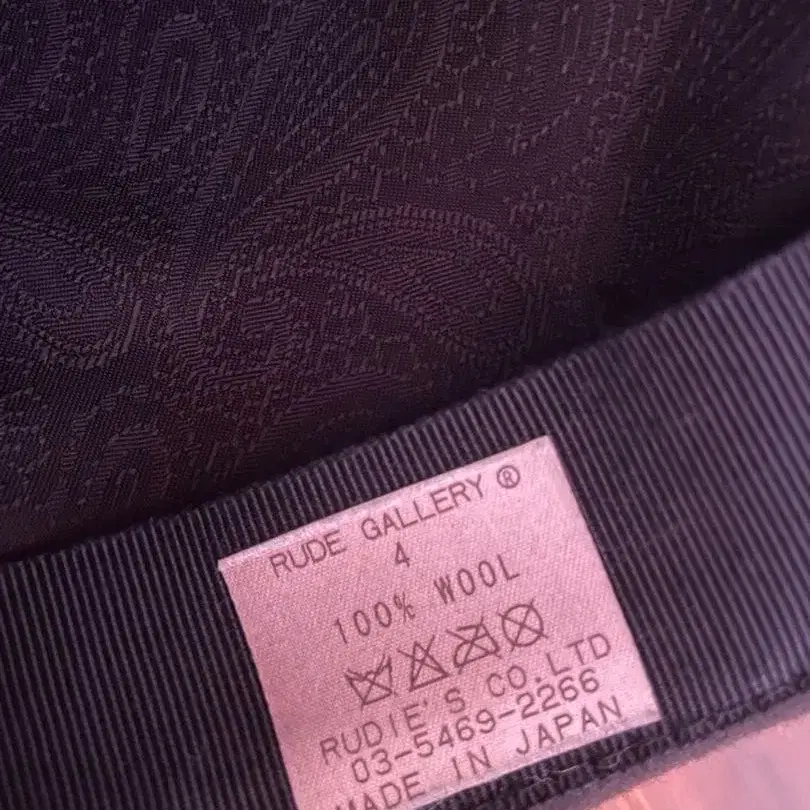 RUDE GALLERY ®
4
100% WOOL
RUDIE'S CO.LTD
03-5469-2266
MADE IN JAPAN